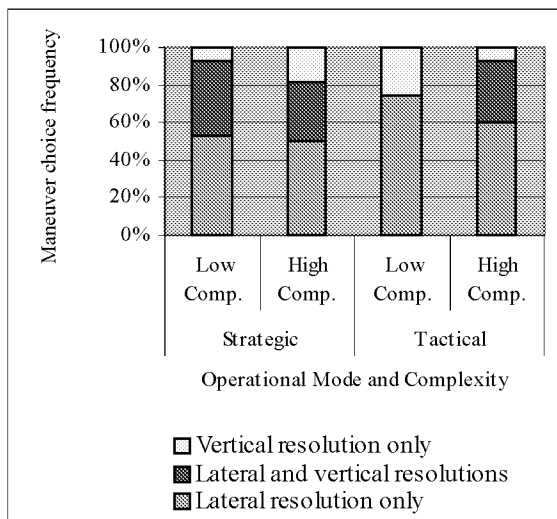 Maneuver choice frequency
100%
80%
60%
40%
20%
0%
Low Comp.
High Comp.
Low Comp.
High Comp.
Strategic
Tactical
Operational Mode and Complexity
Vertical resolution only
Lateral and vertical resolutions
Lateral resolution only